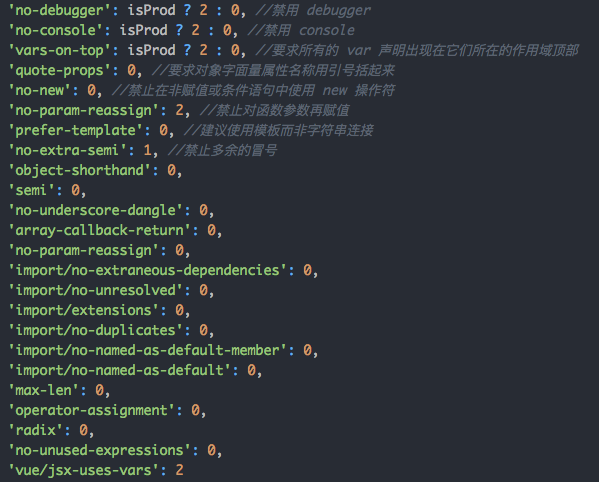 'no-debugger': isProd ? 2 : 0, //禁用 debugger
'no-console': isProd ? 2 : 0, //禁用 console
'vars-on-top': isProd ? 2 : 0, //要求所有的 var 声明出现在它们所在的作用域顶部
'quote-props': 0, //要求对象字面量属性名称用引号括起来
'no-new': 0, //禁止在非赋值或条件语句中使用 new 操作符
'no-param-reassign': 2, //禁止对函数参数再赋值
'prefer-template': 0, //建议使用模板而非字符串连接
'no-extra-semi': 1, //禁止多余的冒号
'object-shorthand': 0,
'semi': 0,
'no-underscore-dangle': 0,
'array-callback-return': 0,
'no-param-reassign': 0,
'import/no-extraneous-dependencies': 0,
'import/no-unresolved': 0,
'import/extensions': 0,
'import/no-duplicates': 0,
'import/no-named-as-default-member': 0,
'import/no-named-as-default': 0,
'max-len': 0,
'operator-assignment': 0,
'radix': 0,
'no-unused-expressions': 0,
'vue/jsx-uses-vars': 2